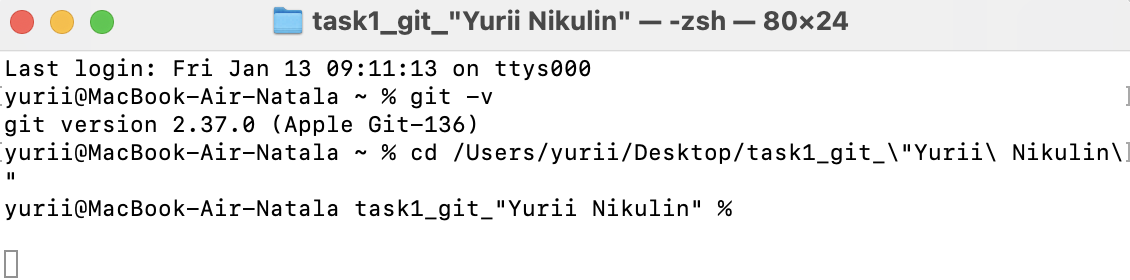 task1_git_"Yurii Nikulin" — -zsh — 80×24
Last login: Fri Jan 13 09:11:13 on ttys000
[yurii@MacBook-Air-Natala ~ % git -v ]
git version 2.37.0 (Apple Git-136)
[yurii@MacBook-Air-Natala ~ % cd /Users/yurii/Desktop/task1_git_\"Yurii\ Nikulin\]
"
yurii@MacBook-Air-Natala task1_git_"Yurii Nikulin" %